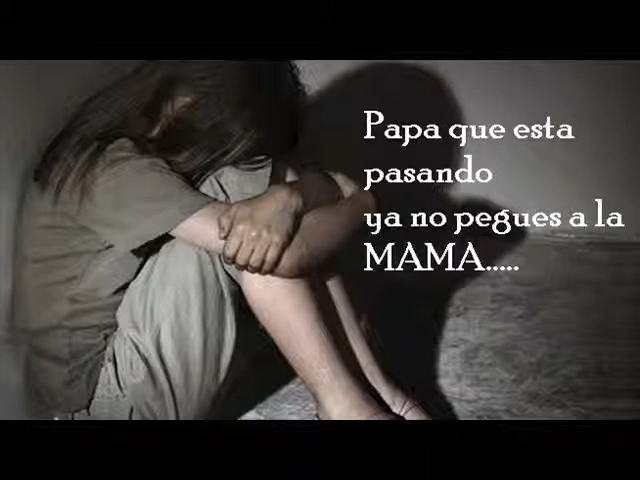 Papa que esta
pasando
ya no pegues a la
MAMA.....